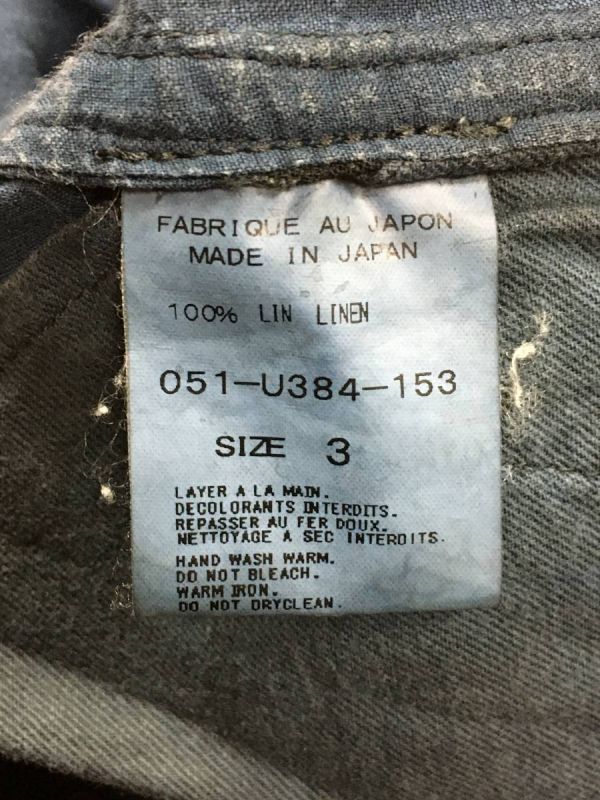 FABRIQUE AU JAPON
MADE IN JAPAN
100% LIN LINEN
051-U384-153
SIZE 3
LAYER A LA MAIN.
DECOLORANTS INTERDITS.
REPASSER AU FER DOUX.
NETTOYAGE A SEC INTERDITS.
HAND WASH WARM.
DO NOT BLEACH.
WARM IRON.
DO NOT DRYCLEAN.